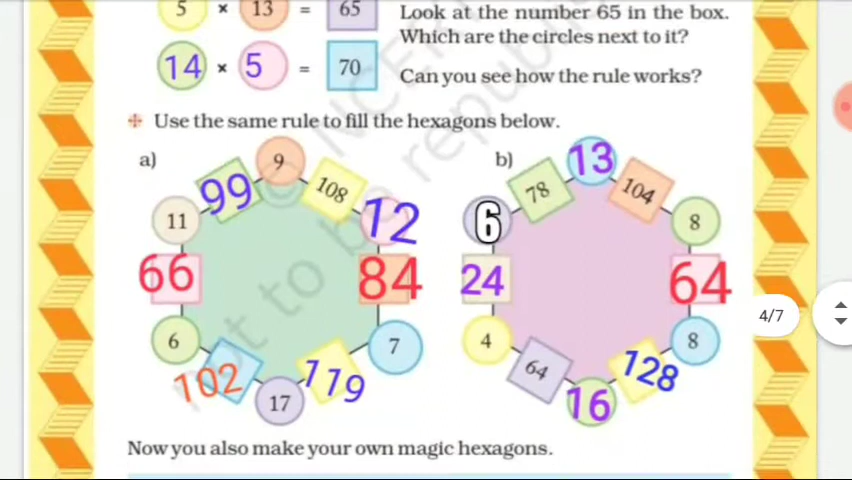 5 × 13 = 65
Look at the number 65 in the box.
Which are the circles next to it?
14 × 5 = 70
Can you see how the rule works?
Use the same rule to fill the hexagons below.
a)
9
99
108
11
12
66
84
6
7
102
119
17
b)
13
78
104
6
8
24
64
4
8
64
128
16
4/7
Now you also make your own magic hexagons.